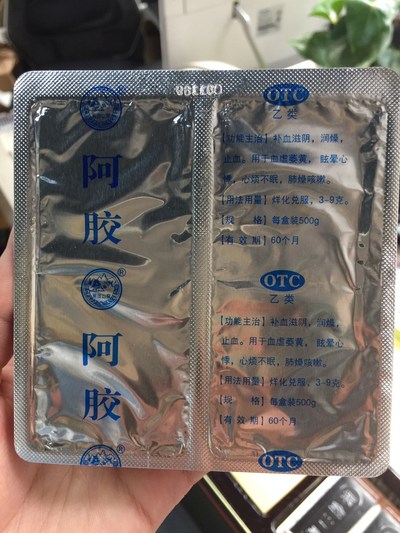 OTC
乙类
阿胶
®
【功能主治】补血滋阴，润燥，
止血。用于血虚萎黄，眩晕心
悸，心烦不眠，肺燥咳嗽。
【用法用量】烊化兑服，3-9克。
【规 格】每盒装500g
【有 效 期】60个月
®
阿胶
OTC
乙类
【功能主治】补血滋阴，润燥，
止血。用于血虚萎黄，眩晕心
悸，心烦不眠，肺燥咳嗽。
【用法用量】烊化兑服，3-9克。
【规 格】每盒装500g
【有 效 期】60个月
OTC